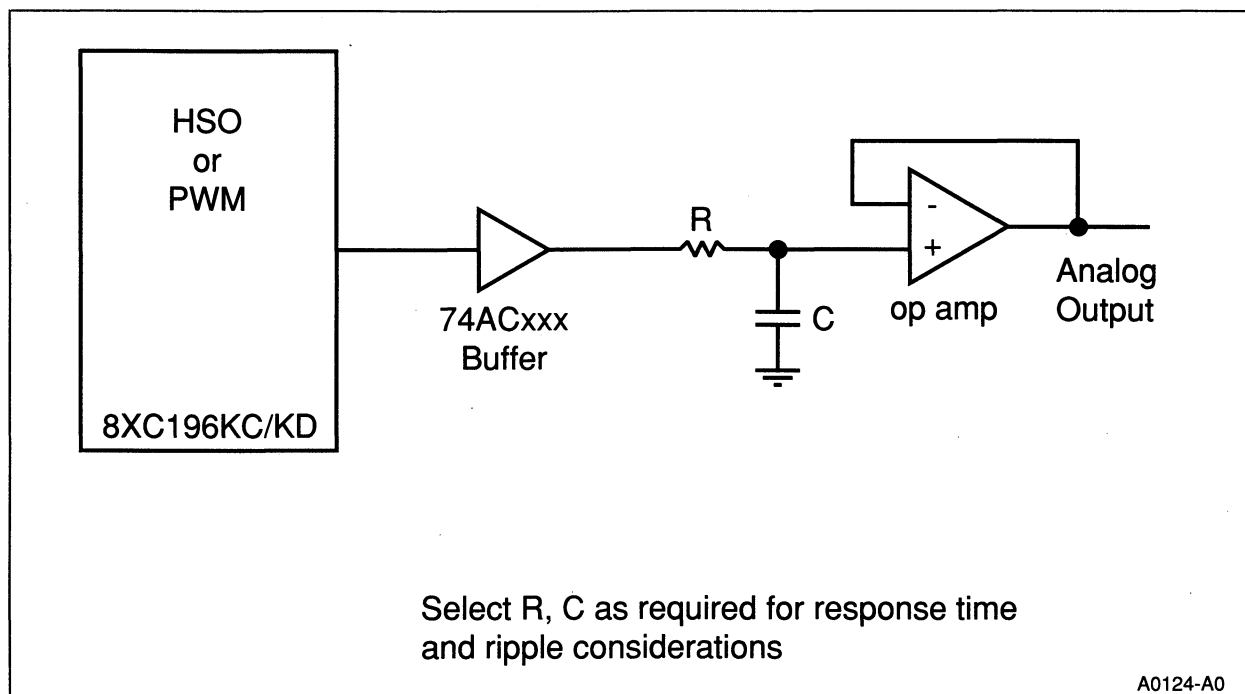 HSO
or
PWM
8XC196KC/KD
74ACxxx
Buffer
R
C
-
+
op amp
Analog
Output
Select R, C as required for response time
and ripple considerations
A0124-A0